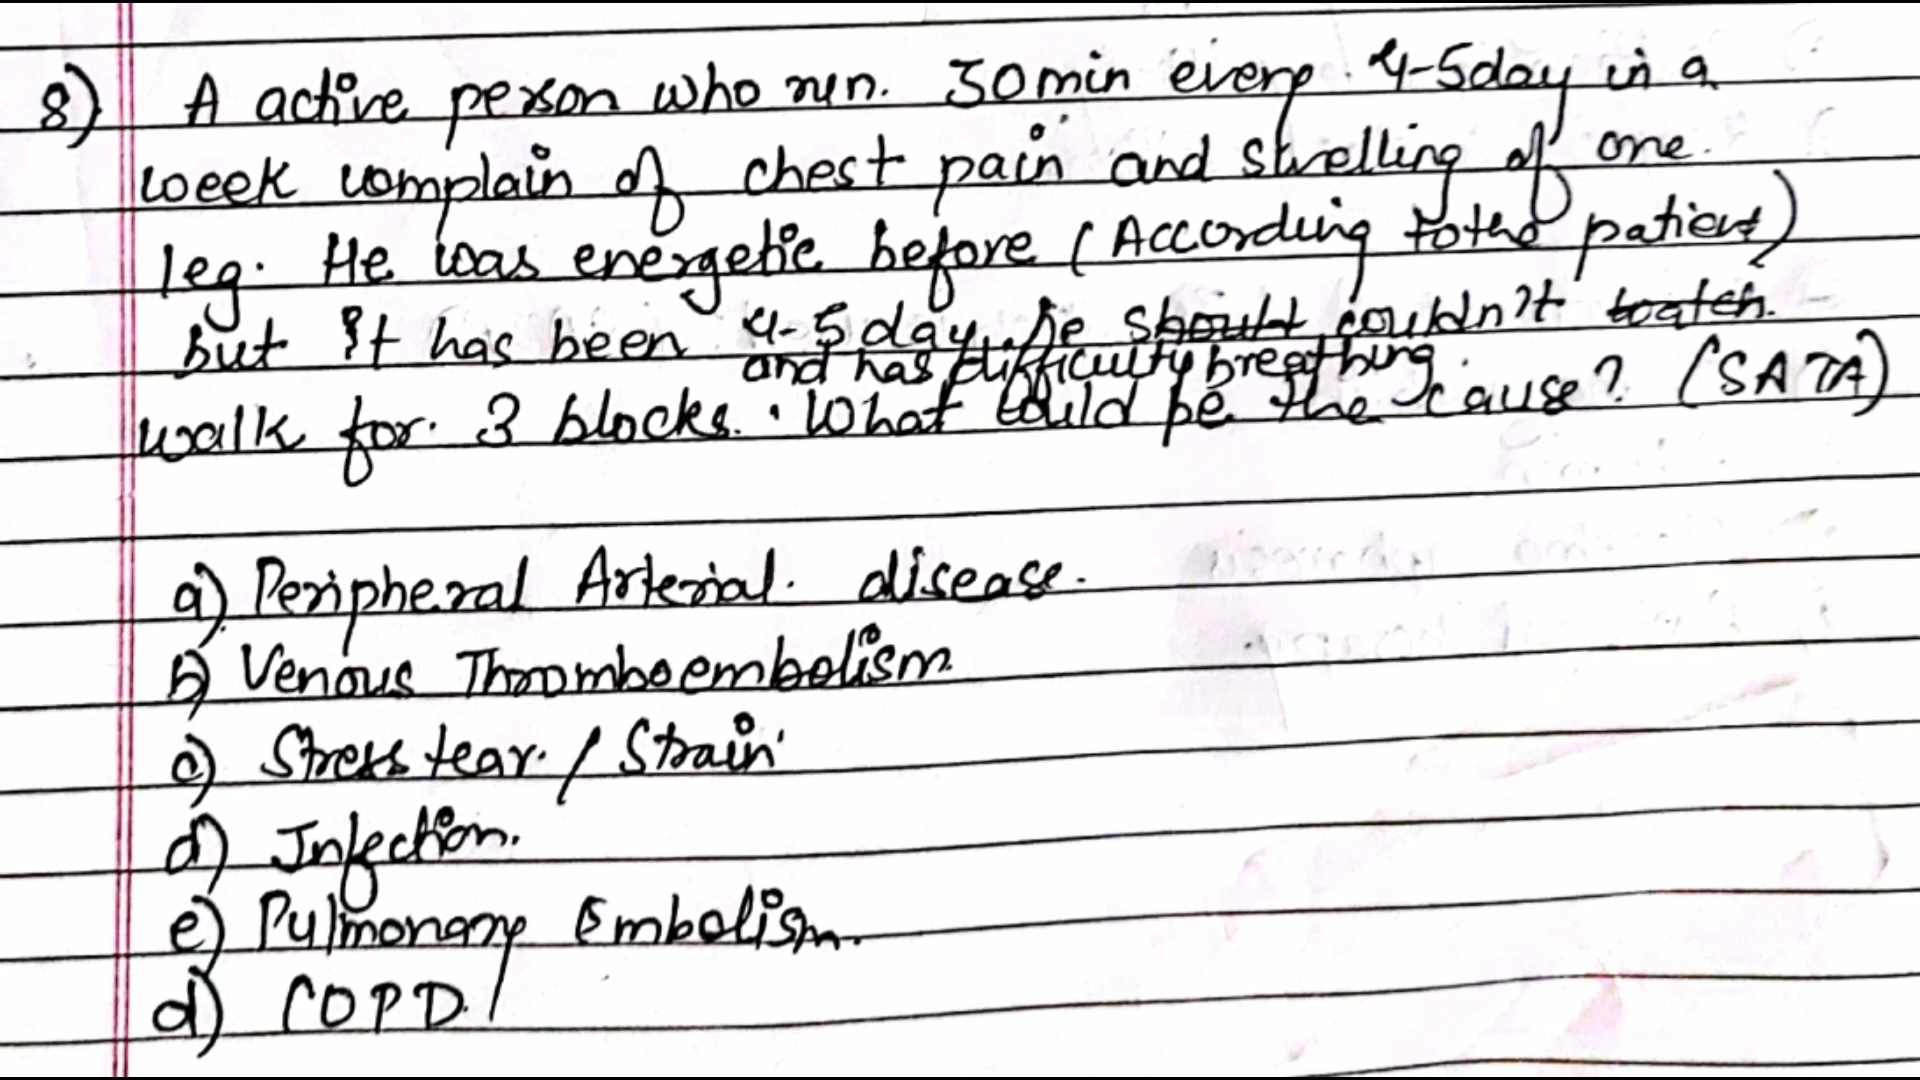 8) A active person who run. 30min every. 4-5day in a
week complain of chest pain and swelling of one.
leg. He was energetic before (According to the patient)
but It has been 4-5 day. he should couldn't watch.
and has difficulty breathing.
walk for. 3 blocks. What could be the cause? (SATA)
a) Peripheral Arterial. disease.
b) Venous Thromboembolism
c) Stress tear. / Strain
d) Infection.
e) Pulmonary Embolism.
d) COPD.